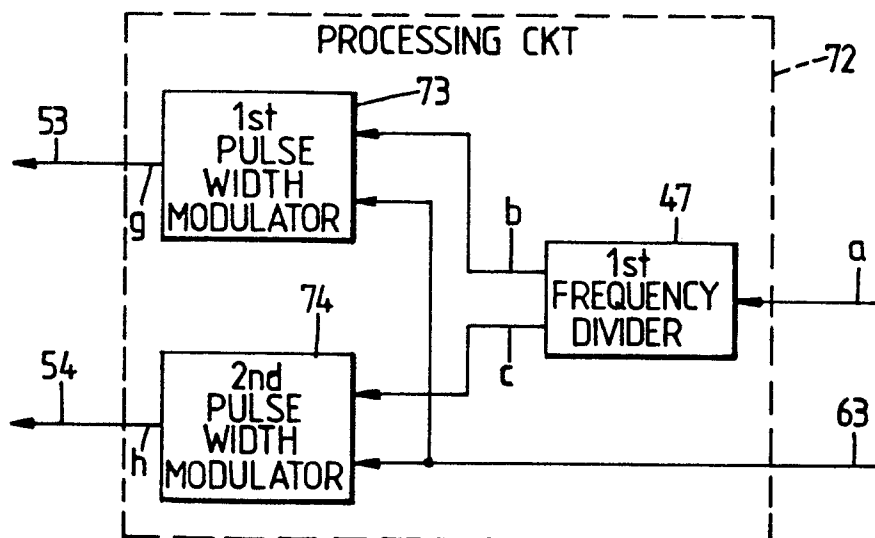 PROCESSING CKT
72
73
53
1st
PULSE
WIDTH
MODULATOR
g
b
47
a
1st
FREQUENCY
DIVIDER
c
74
54
2nd
PULSE
WIDTH
MODULATOR
h
63